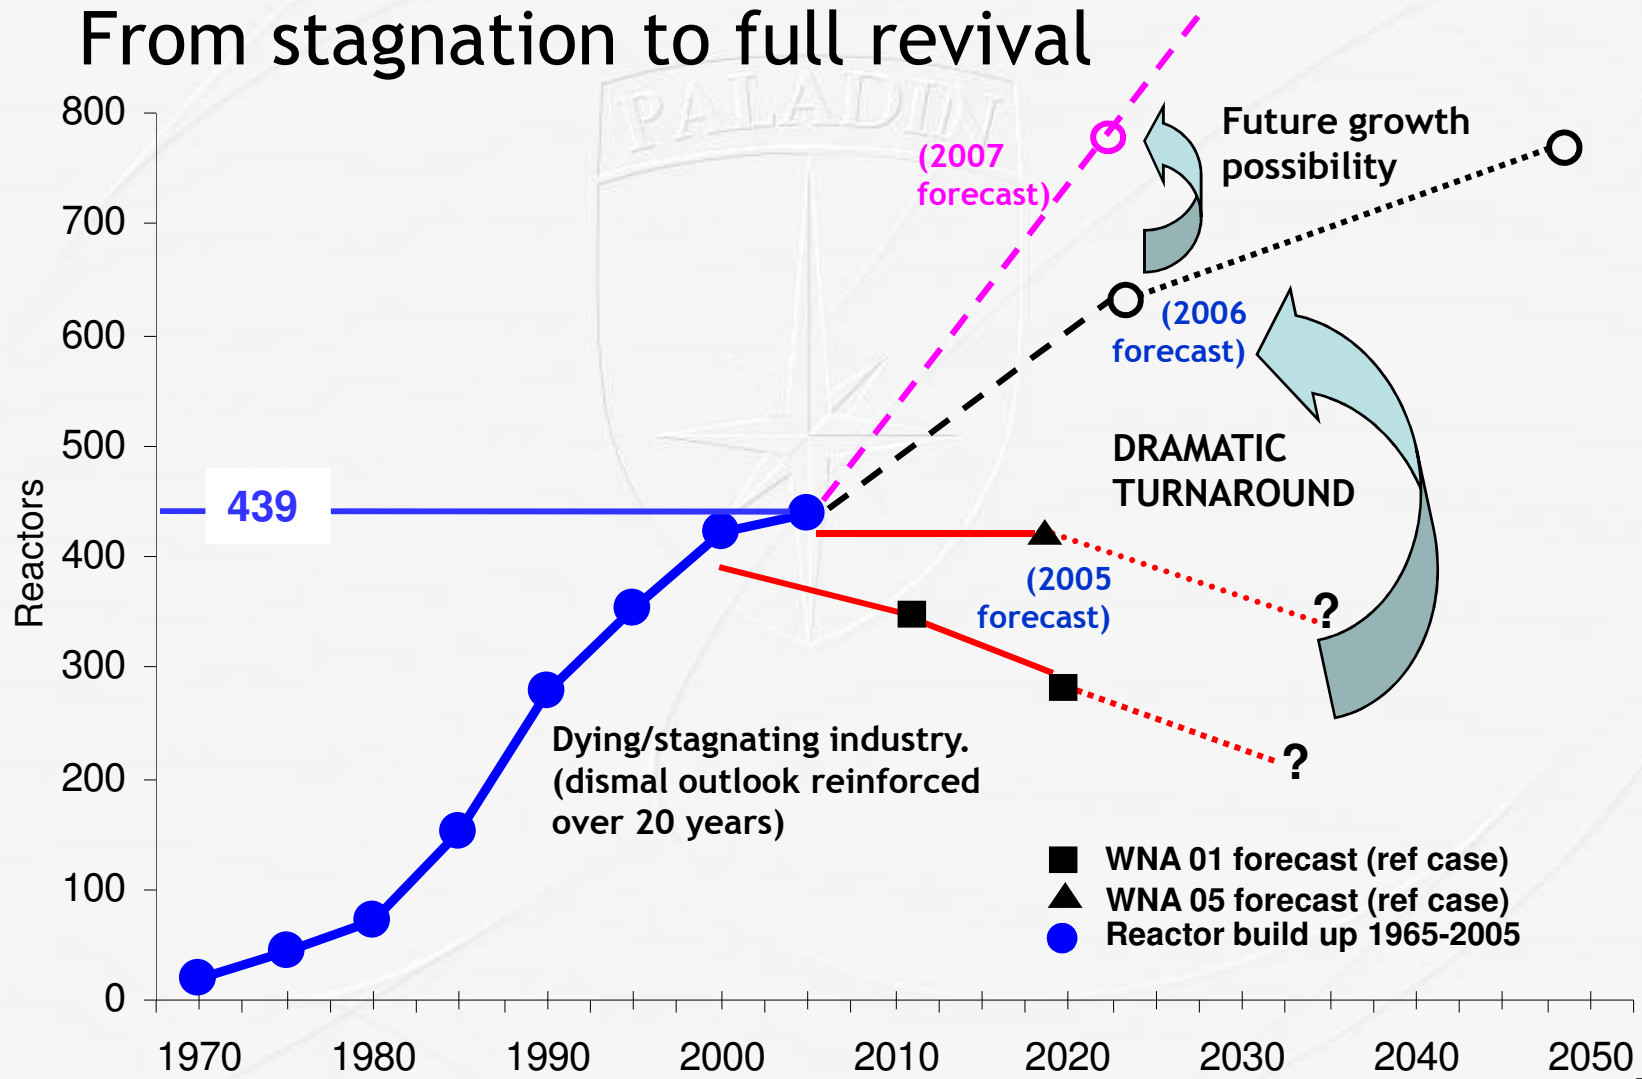 From stagnation to full revival
PALADIN
800
700
600
500
400
300
200
100
0
Reactors
439
(2007
forecast)
Future growth
possibility
(2006
forecast)
DRAMATIC
TURNAROUND
(2005
forecast)
?
?
Dying/stagnating industry.
(dismal outlook reinforced
over 20 years)
WNA 01 forecast (ref case)
WNA 05 forecast (ref case)
Reactor build up 1965-2005
1970 1980 1990 2000 2010 2020 2030 2040 2050